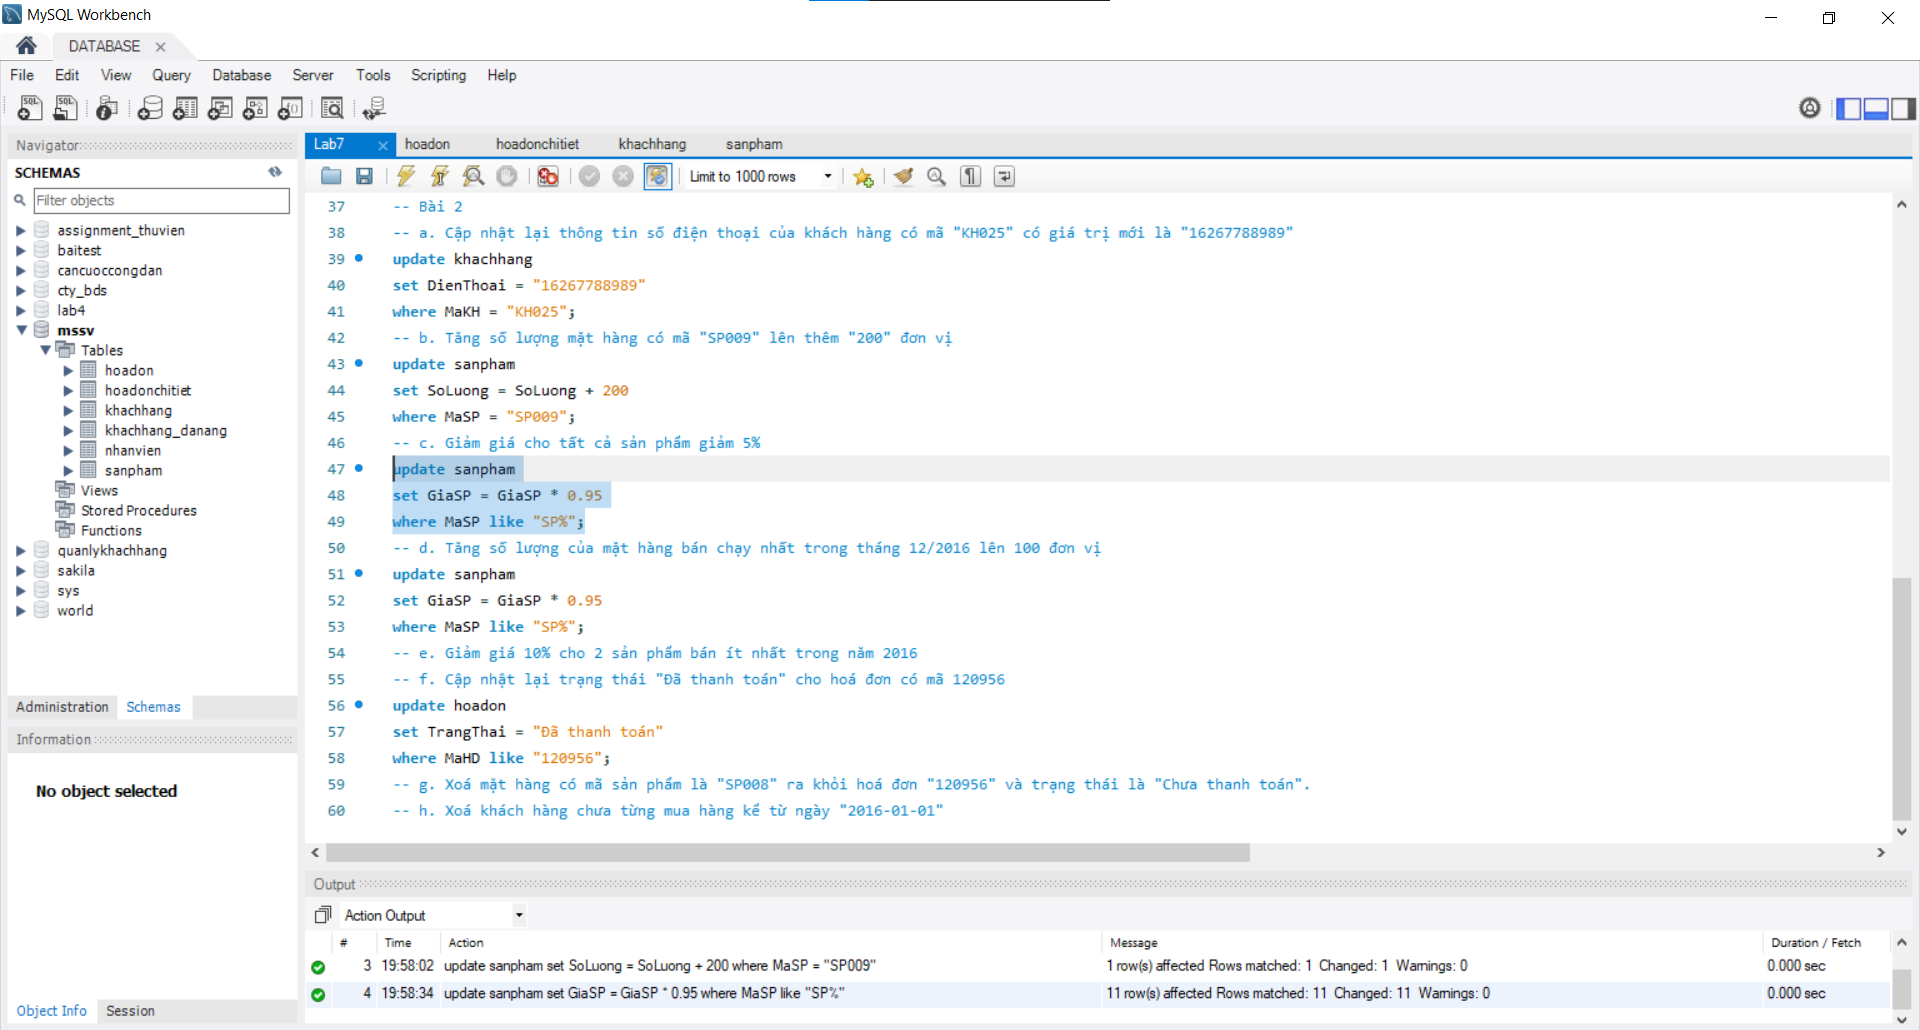 MySQL Workbench
DATABASE
File Edit View Query Database Server Tools Scripting Help
Navigator
SCHEMAS
Filter objects
assignment_thuvien
baitest
cancuoccongdan
cty_bds
lab4
mssv
Tables
hoadon
hoadonchitiet
khachhang
khachhang_danang
nhanvien
sanpham
Views
Stored Procedures
Functions
quanlykhachhang
sakila
sys
world
Administration Schemas
Information
No object selected
Object Info Session
Lab7 hoadon hoadonchitiet khachhang sanpham
Limit to 1000 rows
37 -- Bài 2
38 -- a. Cập nhật lại thông tin số điện thoại của khách hàng có mã "KH025" có giá trị mới là "16267788989"
39 update khachhang
40 set DienThoai = "16267788989"
41 where MaKH = "KH025";
42 -- b. Tăng số lượng mặt hàng có mã "SP009" lên thêm "200" đơn vị
43 update sanpham
44 set SoLuong = SoLuong + 200
45 where MaSP = "SP009";
46 -- c. Giảm giá cho tất cả sản phẩm giảm 5%
47 update sanpham
48 set GiaSP = GiaSP * 0.95
49 where MaSP like "SP%";
50 -- d. Tăng số lượng của mặt hàng bán chạy nhất trong tháng 12/2016 lên 100 đơn vị
51 update sanpham
52 set GiaSP = GiaSP * 0.95
53 where MaSP like "SP%";
54 -- e. Giảm giá 10% cho 2 sản phẩm bán ít nhất trong năm 2016
55 -- f. Cập nhật lại trạng thái "Đã thanh toán" cho hoá đơn có mã 120956
56 update hoadon
57 set TrangThai = "Đã thanh toán"
58 where MaHD like "120956";
59 -- g. Xoá mặt hàng có mã sản phẩm là "SP008" ra khỏi hoá đơn "120956" và trạng thái là "Chưa thanh toán".
60 -- h. Xoá khách hàng chưa từng mua hàng kể từ ngày "2016-01-01"
Output
Action Output
# Time Action Message Duration / Fetch
3 19:58:02 update sanpham set SoLuong = SoLuong + 200 where MaSP = "SP009" 1 row(s) affected Rows matched: 1 Changed: 1 Warnings: 0 0.000 sec
4 19:58:34 update sanpham set GiaSP = GiaSP * 0.95 where MaSP like "SP%" 11 row(s) affected Rows matched: 11 Changed: 11 Warnings: 0 0.000 sec